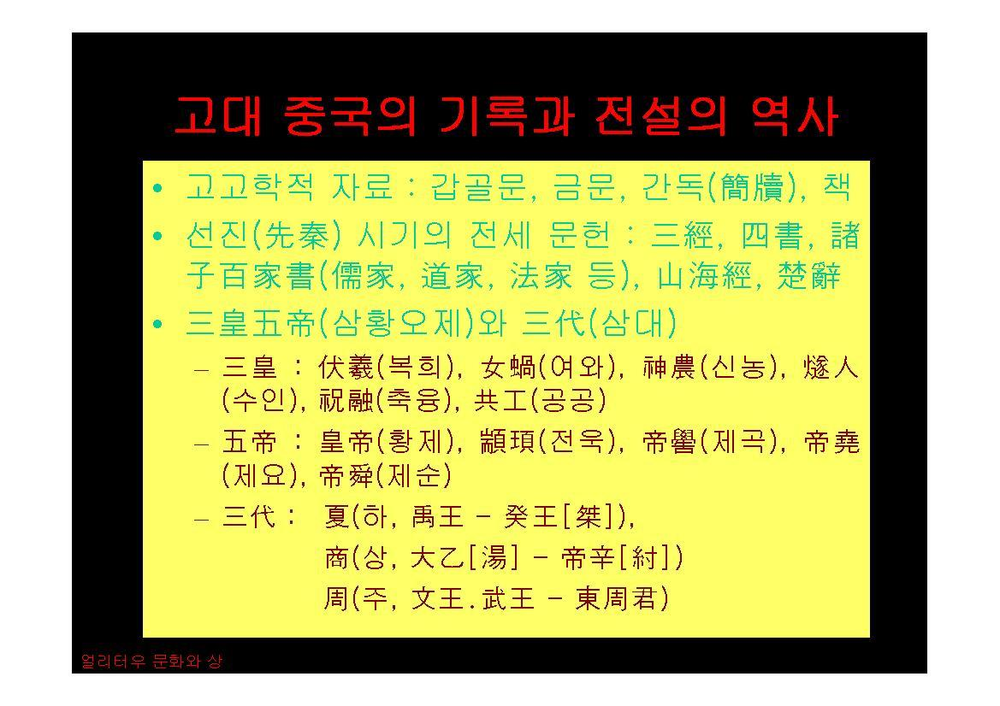 고대 중국의 기록과 전설의 역사
• 고고학적 자료 : 갑골문, 금문, 간독(簡牘), 책
• 선진(先秦) 시기의 전세 문헌 : 三經, 四書, 諸
子百家書(儒家, 道家, 法家 등), 山海經, 楚辭
• 三皇五帝(삼황오제)와 三代(삼대)
– 三皇 : 伏羲(복희), 女蝸(여와), 神農(신농), 燧人
(수인), 祝融(축융), 共工(공공)
– 五帝 : 皇帝(황제), 顓頊(전욱), 帝嚳(제곡), 帝堯
(제요), 帝舜(제순)
– 三代 : 夏(하, 禹王 – 癸王[桀]),
商(상, 大乙[湯] – 帝辛[紂])
周(주, 文王.武王 – 東周君)
얼리터우 문화와 상